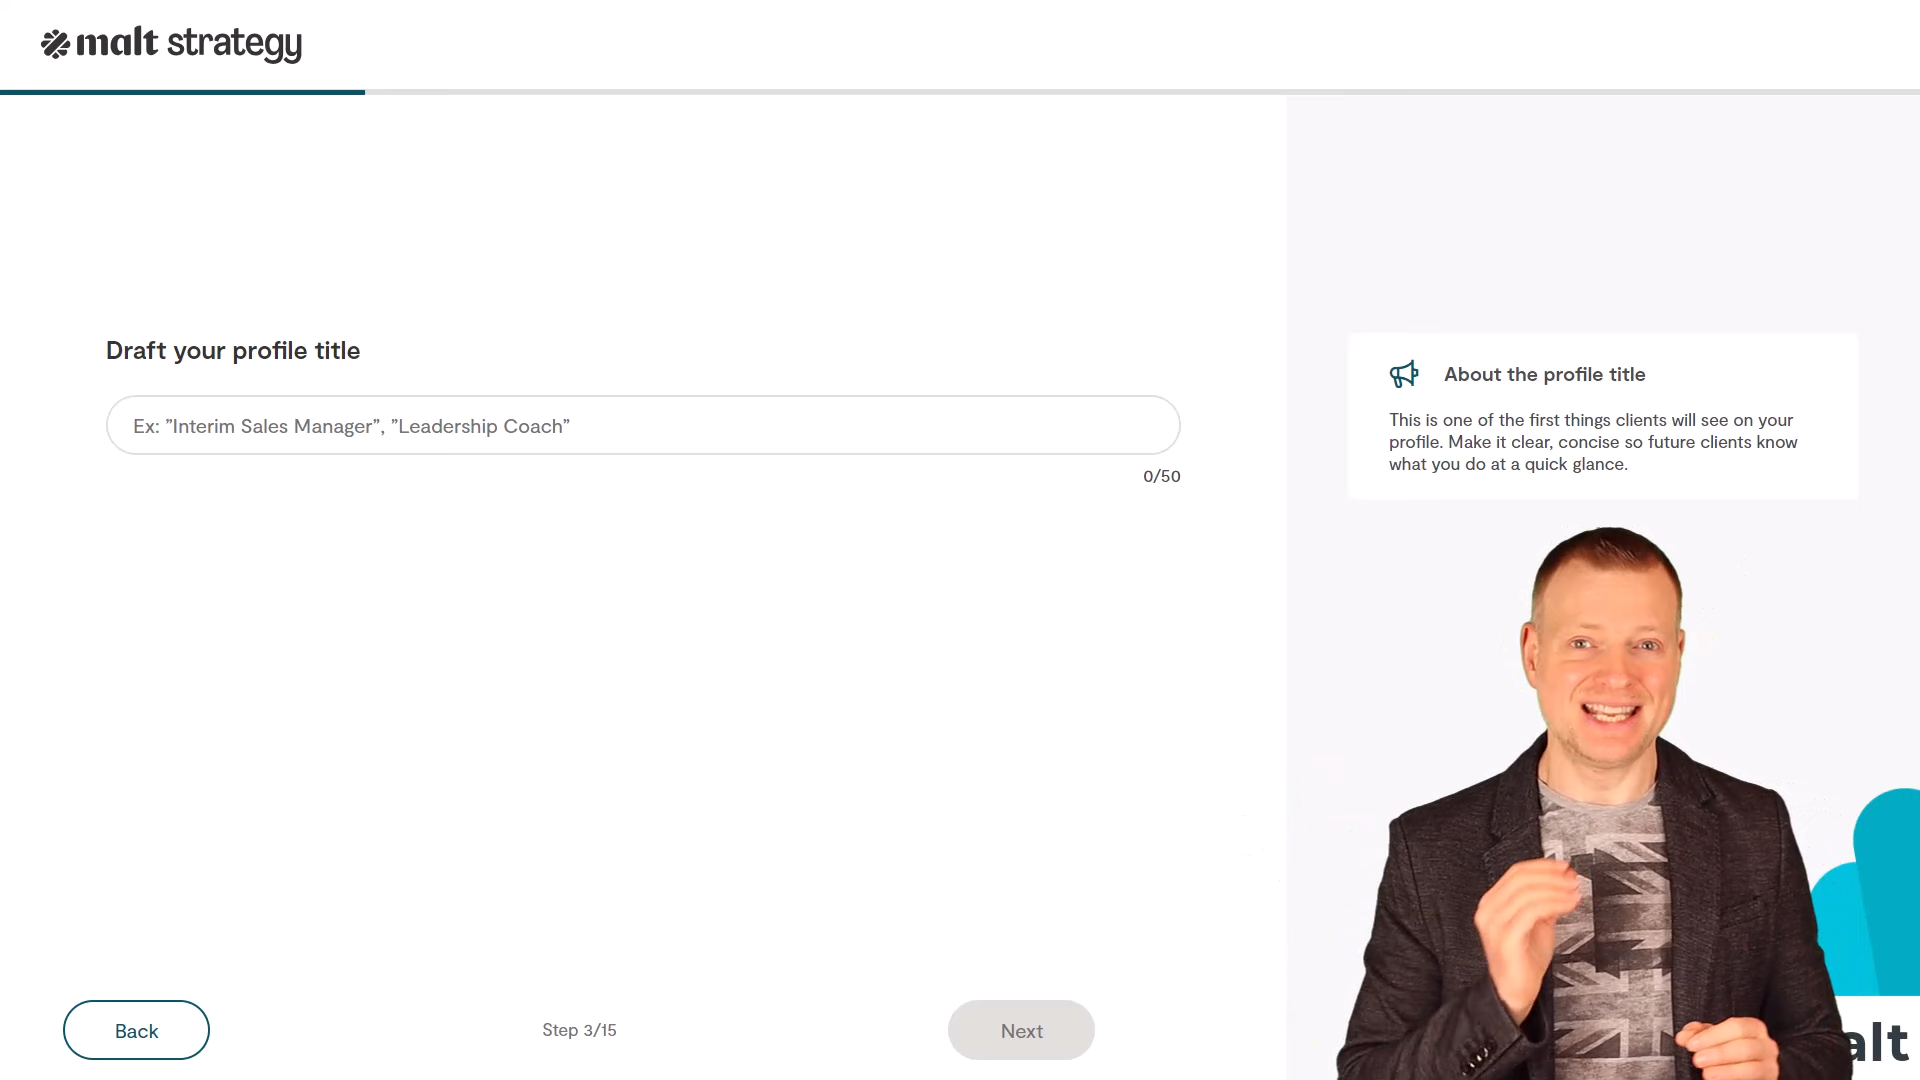 malt strategy
Draft your profile title
Ex: ”Interim Sales Manager”, ”Leadership Coach”
0/50
About the profile title
This is one of the first things clients will see on your
profile. Make it clear, concise so future clients know
what you do at a quick glance.
Back
Step 3/15
Next
alt